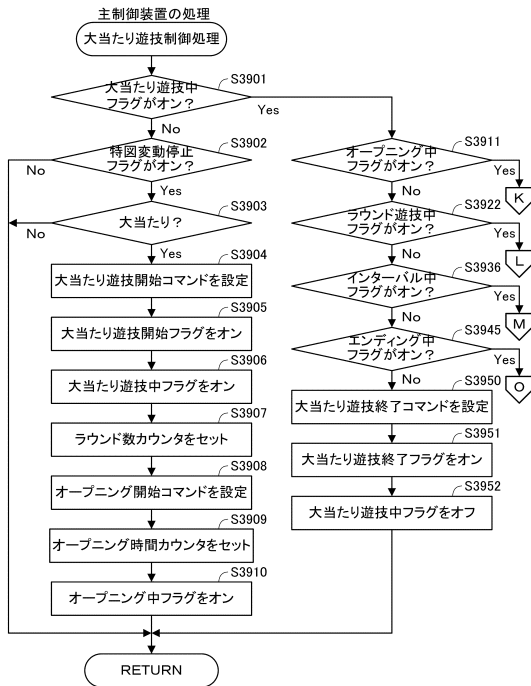 主制御装置の処理
大当たり遊技制御処理
S3901
大当たり遊技中
フラグがオン？
Yes
No
S3902
特図変動停止
フラグがオン？
No
Yes
S3903
大当たり？
No
Yes
S3904
大当たり遊技開始コマンドを設定
S3905
大当たり遊技開始フラグをオン
S3906
大当たり遊技中フラグをオン
S3907
ラウンド数カウンタをセット
S3908
オープニング開始コマンドを設定
S3909
オープニング時間カウンタをセット
S3910
オープニング中フラグをオン
S3911
オープニング中
フラグがオン？
Yes
K
No
S3922
ラウンド遊技中
フラグがオン？
Yes
L
No
S3936
インターバル中
フラグがオン？
Yes
M
No
S3945
エンディング中
フラグがオン？
Yes
O
No
S3950
大当たり遊技終了コマンドを設定
S3951
大当たり遊技終了フラグをオン
S3952
大当たり遊技中フラグをオフ
RETURN